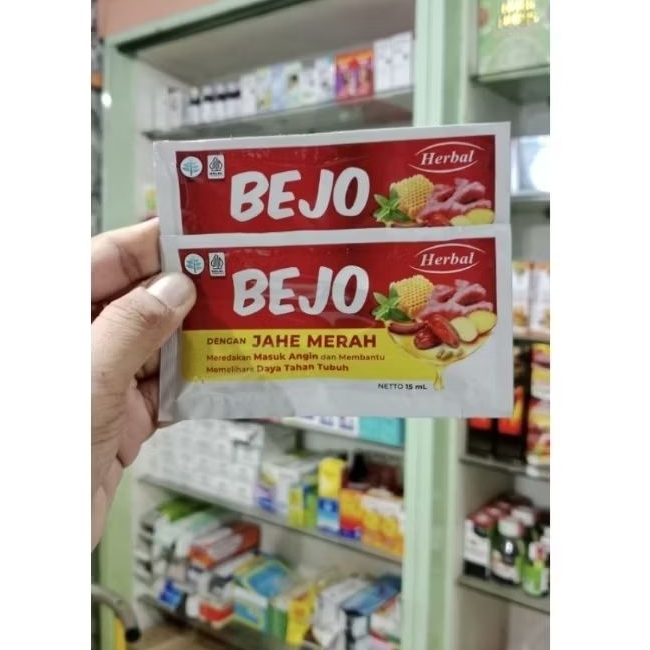 Herbal
BEJO
Herbal
BEJO
DENGAN JAHE MERAH
Meredakan Masuk Angin dan Membantu
Memelihara Daya Tahan Tubuh
NETTO 15 mL